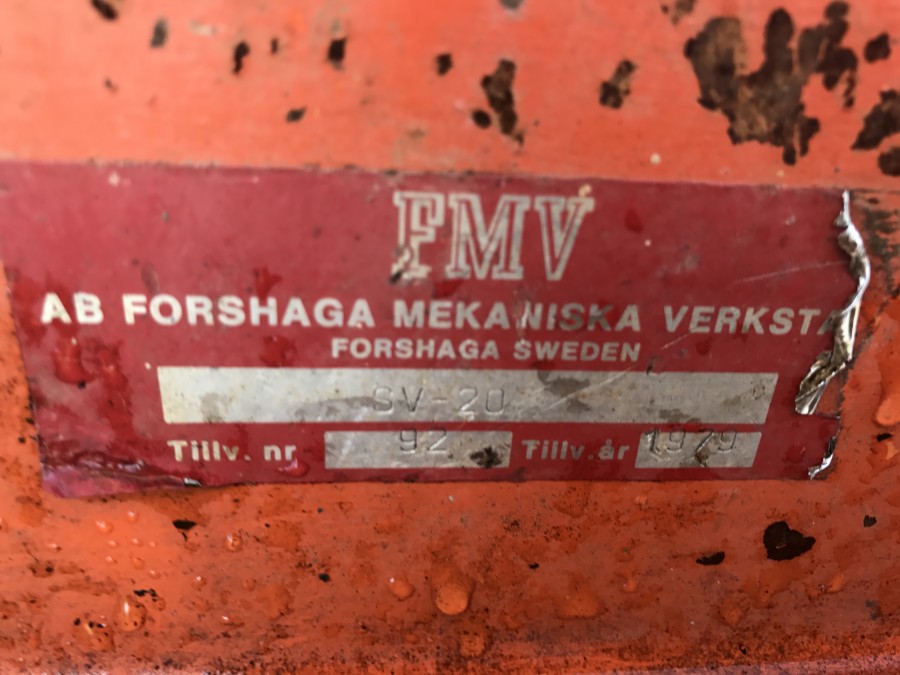 FMV
AB FORSHAGA MEKANISKA VERKSTA
FORSHAGA SWEDEN
SV-20
Tillv. nr 92 Tillv.år 1979